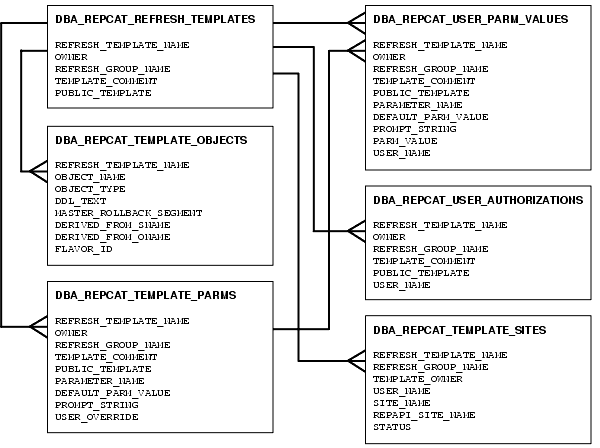 DBA_REPCAT_REFRESH_TEMPLATES
REFRESH_TEMPLATE_NAME
OWNER
REFRESH_GROUP_NAME
TEMPLATE_COMMENT
PUBLIC_TEMPLATE
DBA_REPCAT_TEMPLATE_OBJECTS
REFRESH_TEMPLATE_NAME
OBJECT_NAME
OBJECT_TYPE
DDL_TEXT
MASTER_ROLLBACK_SEGMENT
DERIVED_FROM_SNAME
DERIVED_FROM_ONAME
FLAVOR_ID
DBA_REPCAT_TEMPLATE_PARMS
REFRESH_TEMPLATE_NAME
OWNER
REFRESH_GROUP_NAME
TEMPLATE_COMMENT
PUBLIC_TEMPLATE
PARAMETER_NAME
DEFAULT_PARM_VALUE
PROMPT_STRING
USER_OVERRIDE
DBA_REPCAT_USER_PARM_VALUES
REFRESH_TEMPLATE_NAME
OWNER
REFRESH_GROUP_NAME
TEMPLATE_COMMENT
PUBLIC_TEMPLATE
PARAMETER_NAME
DEFAULT_PARM_VALUE
PROMPT_STRING
PARM_VALUE
USER_NAME
DBA_REPCAT_USER_AUTHORIZATIONS
REFRESH_TEMPLATE_NAME
OWNER
REFRESH_GROUP_NAME
TEMPLATE_COMMENT
PUBLIC_TEMPLATE
USER_NAME
DBA_REPCAT_TEMPLATE_SITES
REFRESH_TEMPLATE_NAME
REFRESH_GROUP_NAME
TEMPLATE_OWNER
USER_NAME
SITE_NAME
REPAPI_SITE_NAME
STATUS